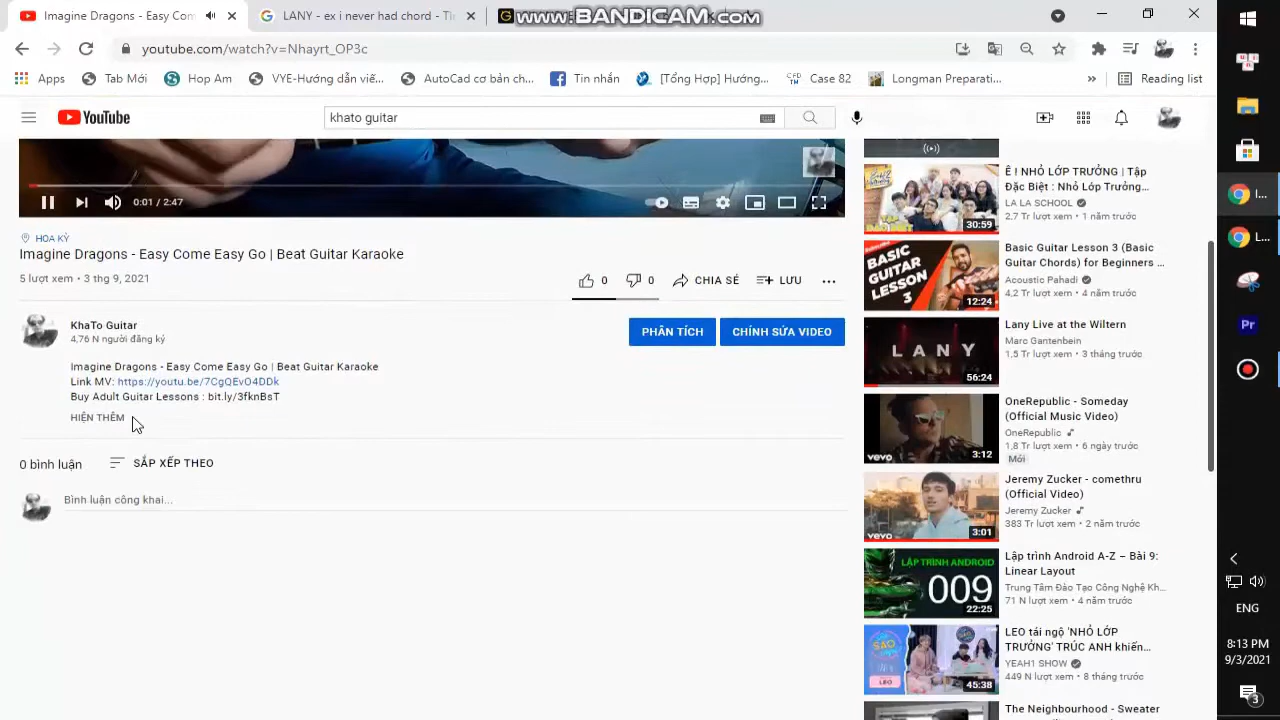 Imagine Dragons - Easy Com
LANY - ex i never had chord - Th
www.BANDICAM.com
youtube.com/watch?v=Nhayrt_OP3c
Apps
Tab Mới
Hop Am
VYE-Hướng dẫn viế...
AutoCad cơ bản ch...
Tin nhắn
[Tổng Hợp] Hướng...
Case 82
Longman Preparati...
»
Reading list
YouTube
khato guitar
0:01 / 2:47
HOA KỲ
Imagine Dragons - Easy Come Easy Go | Beat Guitar Karaoke
5 lượt xem • 3 thg 9, 2021
0
0
CHIA SẺ
LƯU
KhaTo Guitar
4,76 N người đăng ký
PHÂN TÍCH
CHỈNH SỬA VIDEO
Imagine Dragons - Easy Come Easy Go | Beat Guitar Karaoke
Link MV: https://youtu.be/7CgQEvO4DDk
Buy Adult Guitar Lessons : bit.ly/3fknBsT
HIỆN THÊM
0 bình luận
SẮP XẾP THEO
Bình luận công khai...
30:59
Ê ! NHỎ LỚP TRƯỞNG | Tập
Đặc Biệt : Nhỏ Lớp Trưởng...
LA LA SCHOOL
2.7 Tr lượt xem • 1 năm trước
BASIC
GUITAR
LESSON
3
12:24
Basic Guitar Lesson 3 (Basic
Guitar Chords) for Beginners ...
Acoustic Pahadi
4,2 Tr lượt xem • 4 năm trước
LANY
56:24
Lany Live at the Wiltern
Marc Gantenbein
1,5 Tr lượt xem • 3 tháng trước
vevo
3:12
OneRepublic - Someday
(Official Music Video)
OneRepublic
1,8 Tr lượt xem • 6 ngày trước
Mới
vevo
3:01
Jeremy Zucker - comethru
(Official Video)
Jeremy Zucker
383 Tr lượt xem • 2 năm trước
LẬP TRÌNH ANDROID
009
22:25
Lập trình Android A-Z – Bài 9:
Linear Layout
Trung Tâm Đào Tạo Công Nghệ Kh...
71 N lượt xem • 4 năm trước
SAO
LEO
45:38
LEO tái ngộ 'NHỎ LỚP
TRƯỞNG' TRÚC ANH khiến...
YEAH1 SHOW
449 N lượt xem • 8 tháng trước
The Neighbourhood - Sweater
I...
L...
Pr
ENG
8:13 PM
9/3/2021
3